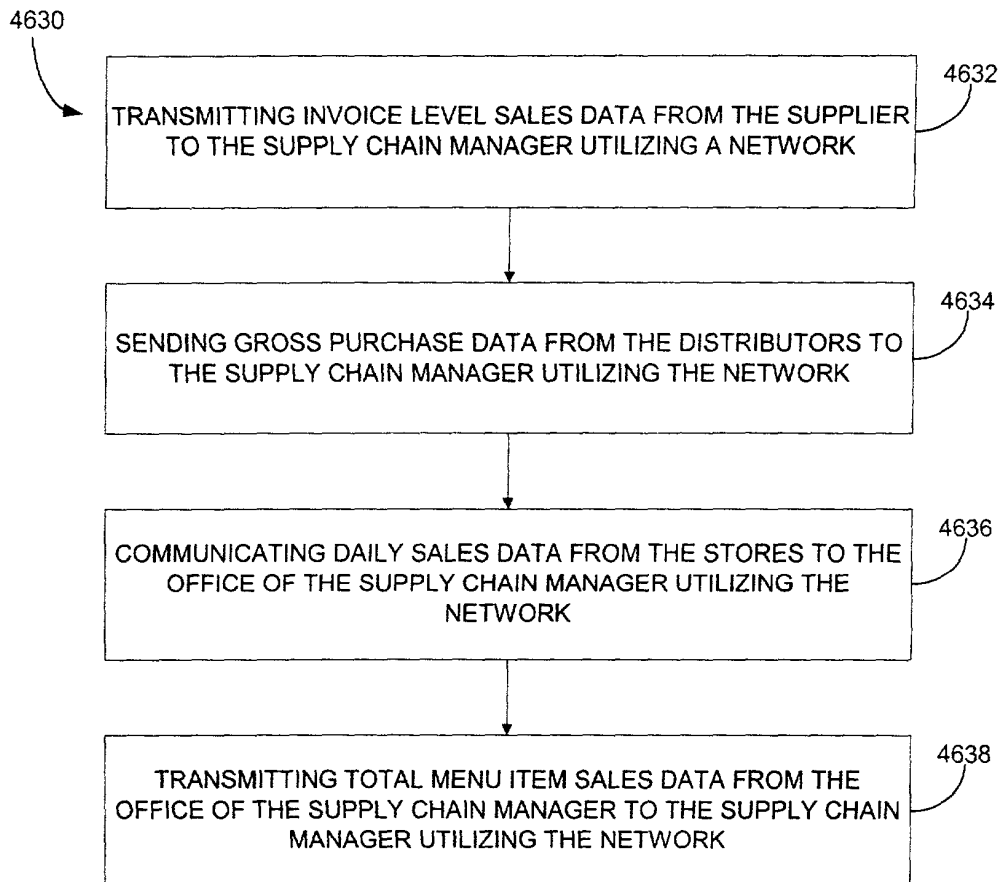 4630
4632
TRANSMITTING INVOICE LEVEL SALES DATA FROM THE SUPPLIER
TO THE SUPPLY CHAIN MANAGER UTILIZING A NETWORK
4634
SENDING GROSS PURCHASE DATA FROM THE DISTRIBUTORS TO
THE SUPPLY CHAIN MANAGER UTILIZING THE NETWORK
4636
COMMUNICATING DAILY SALES DATA FROM THE STORES TO THE
OFFICE OF THE SUPPLY CHAIN MANAGER UTILIZING THE
NETWORK
4638
TRANSMITTING TOTAL MENU ITEM SALES DATA FROM THE
OFFICE OF THE SUPPLY CHAIN MANAGER TO THE SUPPLY CHAIN
MANAGER UTILIZING THE NETWORK